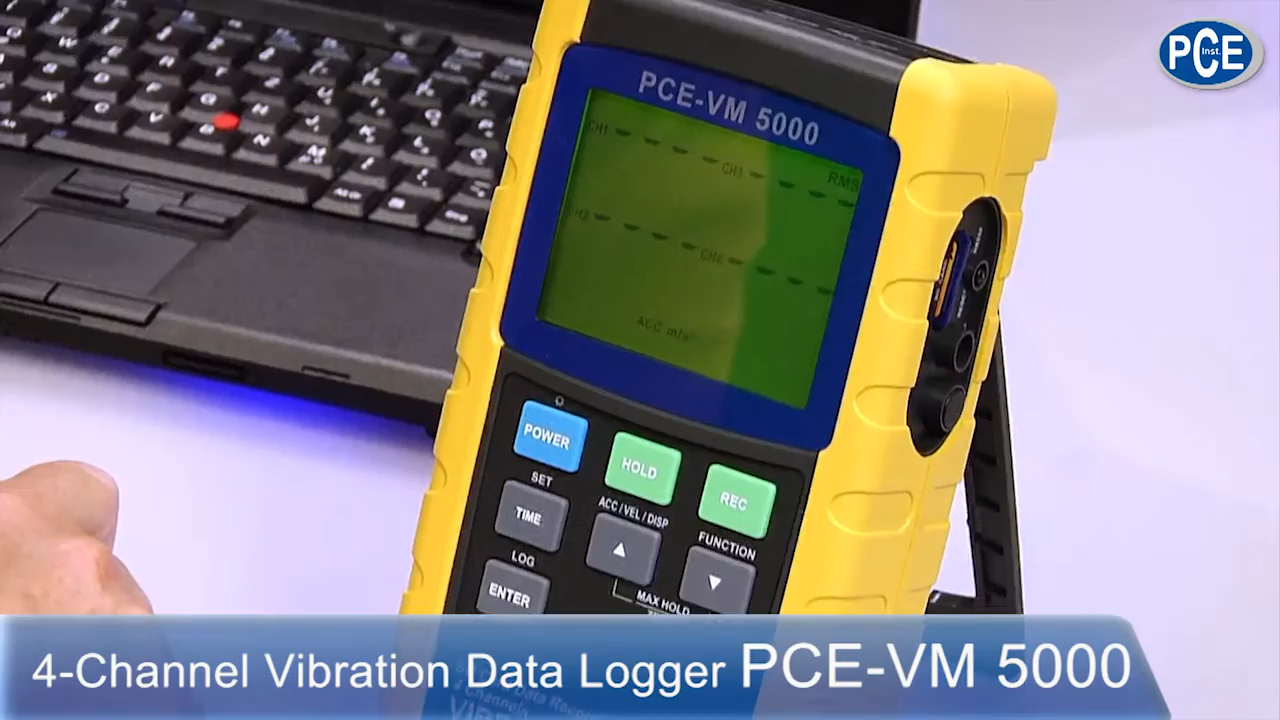 PCE Inst.
PCE-VM 5000
CH1
CH3
RMS
CH4
ACC m/s²
POWER
HOLD
REC
SET
TIME
ACC / VEL / DISP
FUNCTION
LOG
ENTER
MAX HOLD
4-Channel Vibration Data Logger PCE-VM 5000